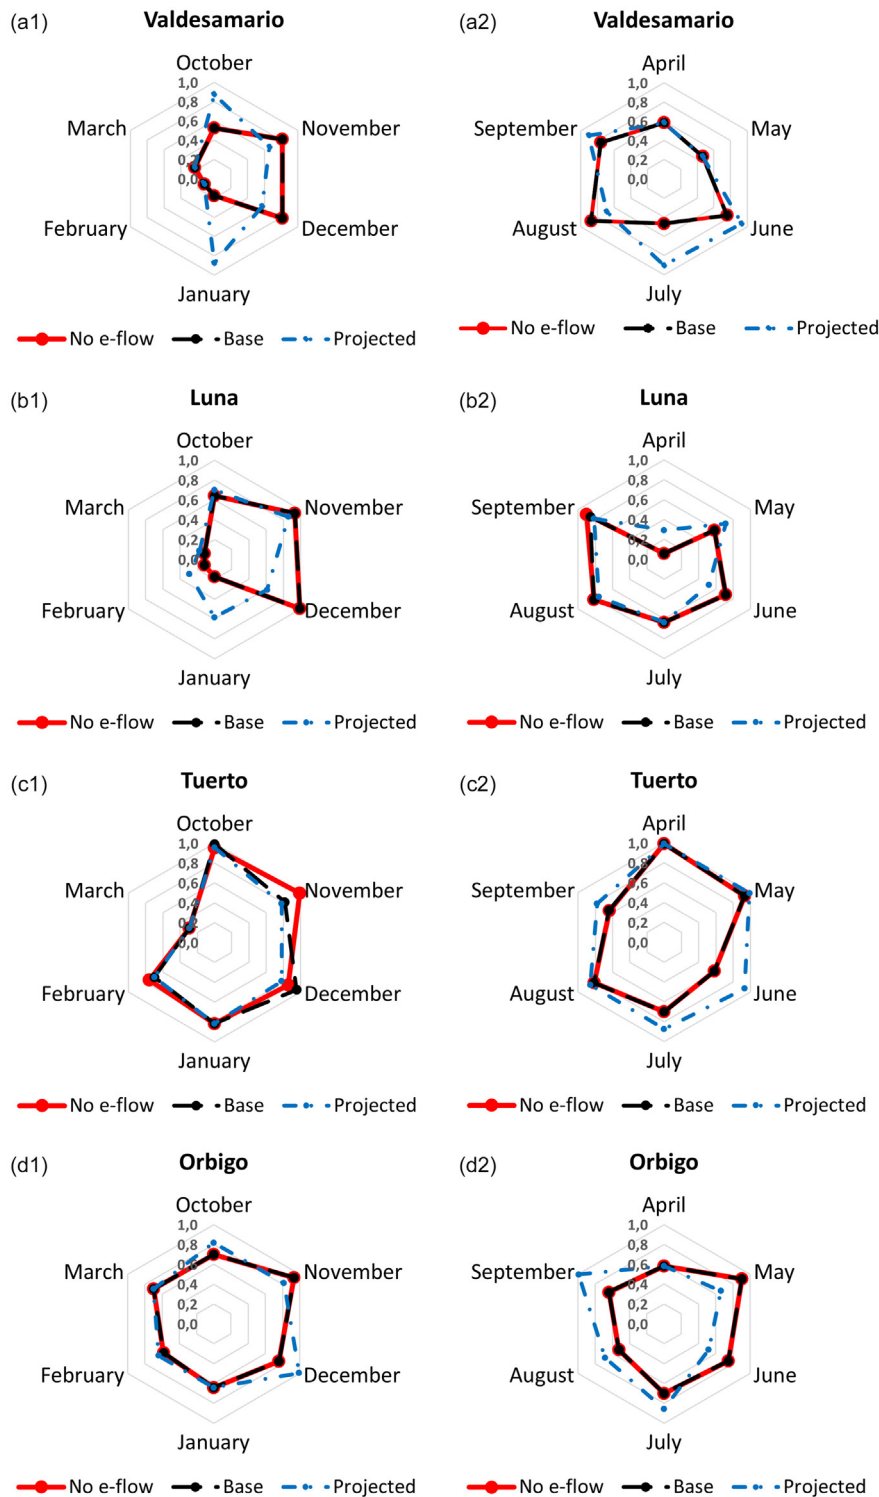 (a1) Valdesamario
October
1,0
0,8
0,6
0,4
0,2
0,0
March
November
February
December
January
No e-flow Base Projected
(a2) Valdesamario
April
1,0
0,8
0,6
0,4
0,2
0,0
September
May
August
June
July
No e-flow Base Projected
(b1) Luna
October
1,0
0,8
0,6
0,4
0,2
0,0
March
November
February
December
January
No e-flow Base Projected
(b2) Luna
April
1,0
0,8
0,6
0,4
0,2
0,0
September
May
August
June
July
No e-flow Base Projected
(c1) Tuerto
October
1,0
0,8
0,6
0,4
0,2
0,0
March
November
February
December
January
No e-flow Base Projected
(c2) Tuerto
April
1,0
0,8
0,6
0,4
0,2
0,0
September
May
August
June
July
No e-flow Base Projected
(d1) Orbigo
October
1,0
0,8
0,6
0,4
0,2
0,0
March
November
February
December
January
No e-flow Base Projected
(d2) Orbigo
April
1,0
0,8
0,6
0,4
0,2
0,0
September
May
August
June
July
No e-flow Base Projected